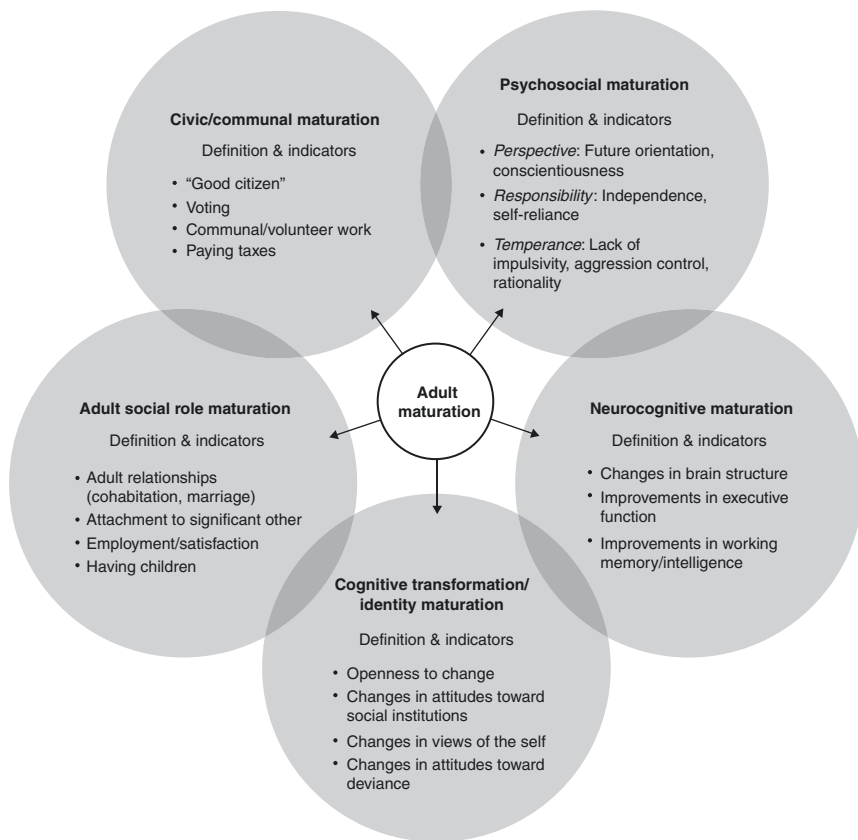 Civic/communal maturation
Definition & indicators
• “Good citizen”
• Voting
• Communal/volunteer work
• Paying taxes
Psychosocial maturation
Definition & indicators
• Perspective: Future orientation,
conscientiousness
• Responsibility: Independence,
self-reliance
• Temperance: Lack of
impulsivity, aggression control,
rationality
Adult
maturation
Adult social role maturation
Definition & indicators
• Adult relationships
(cohabitation, marriage)
• Attachment to significant other
• Employment/satisfaction
• Having children
Neurocognitive maturation
Definition & indicators
• Changes in brain structure
• Improvements in executive
function
• Improvements in working
memory/intelligence
Cognitive transformation/
identity maturation
Definition & indicators
• Openness to change
• Changes in attitudes toward
social institutions
• Changes in views of the self
• Changes in attitudes toward
deviance